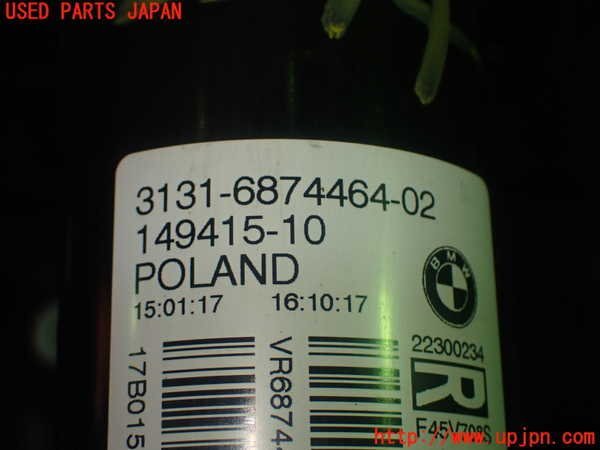 USED PARTS JAPAN
3131-6874464-02
149415-10
POLAND
15:01:17 16:10:17
BMW
22300234
R
17B015
VR6874
http://www.upjpn.com/